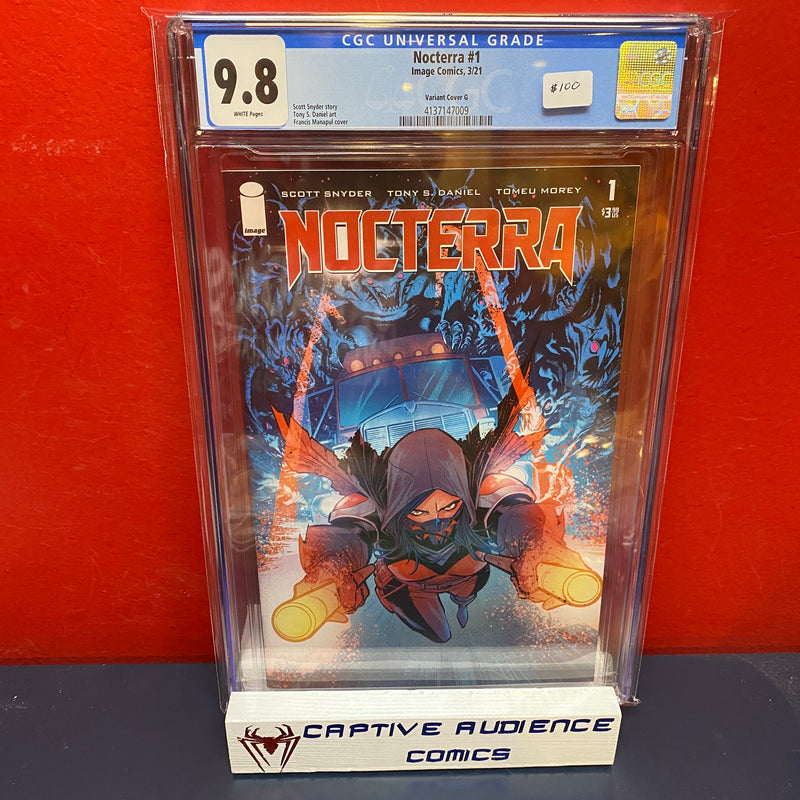 CGC UNIVERSAL GRADE
9.8
WHITE Pages
Nocterra #1
Image Comics, 3/21
Variant Cover G
4137147009
Scott Snyder story
Tony S. Daniel art
Francis Manapul cover
$100
CGC
Image
SCOTT SNYDER TONY S. DANIEL TOMEU MOREY
1
$3.99 US
NOCTERRA
CAPTIVE AUDIENCE
COMICS